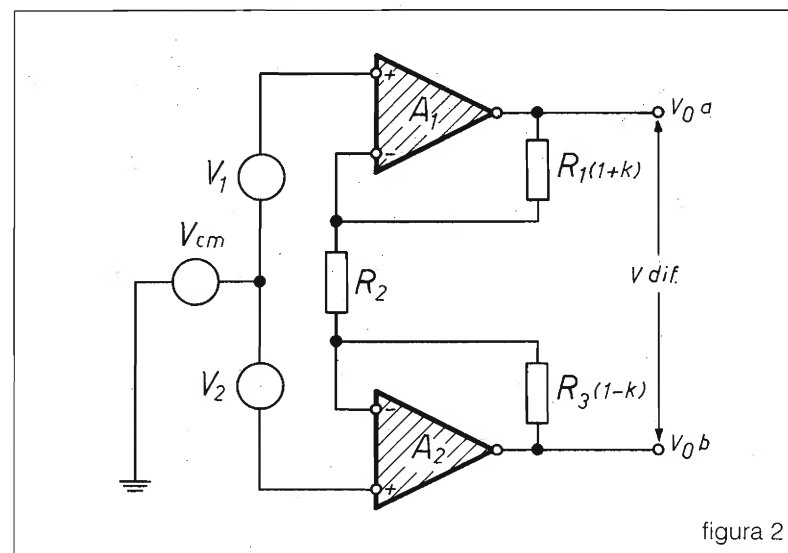 +
A1
-
V0 a
R1(1+k)
V1
Vcm
R2
V dif.
V2
R3(1-k)
-
A2
+
V0 b
figura 2